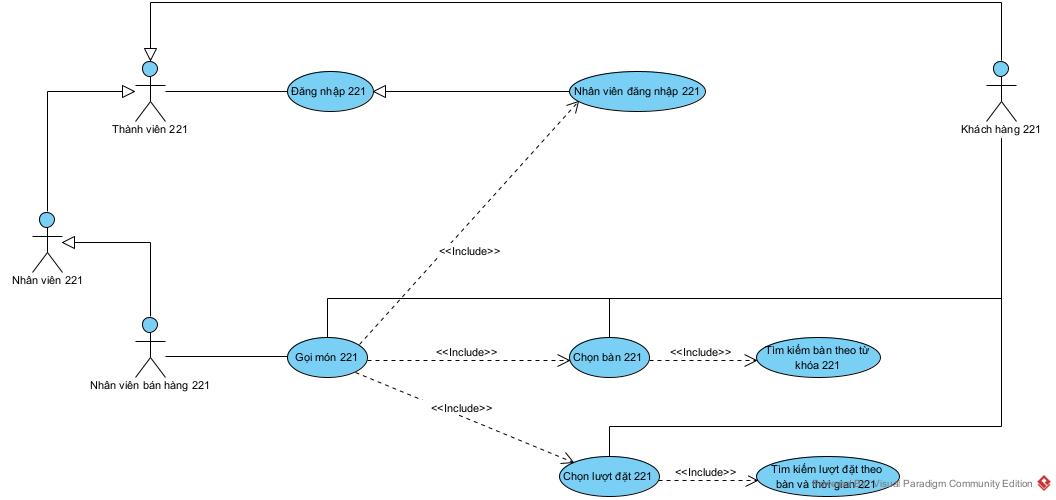 Thành viên 221
Đăng nhập 221
Nhân viên đăng nhập 221
Khách hàng 221
<<Include>>
Nhân viên 221
Nhân viên bán hàng 221
Gọi món 221
<<Include>>
Chọn bàn 221
<<Include>>
Tìm kiếm bàn theo từ
khóa 221
<<Include>>
Chọn lượt đặt 221
<<Include>>
Tìm kiếm lượt đặt theo
bàn và thời gian 221
Visual Paradigm Community Edition